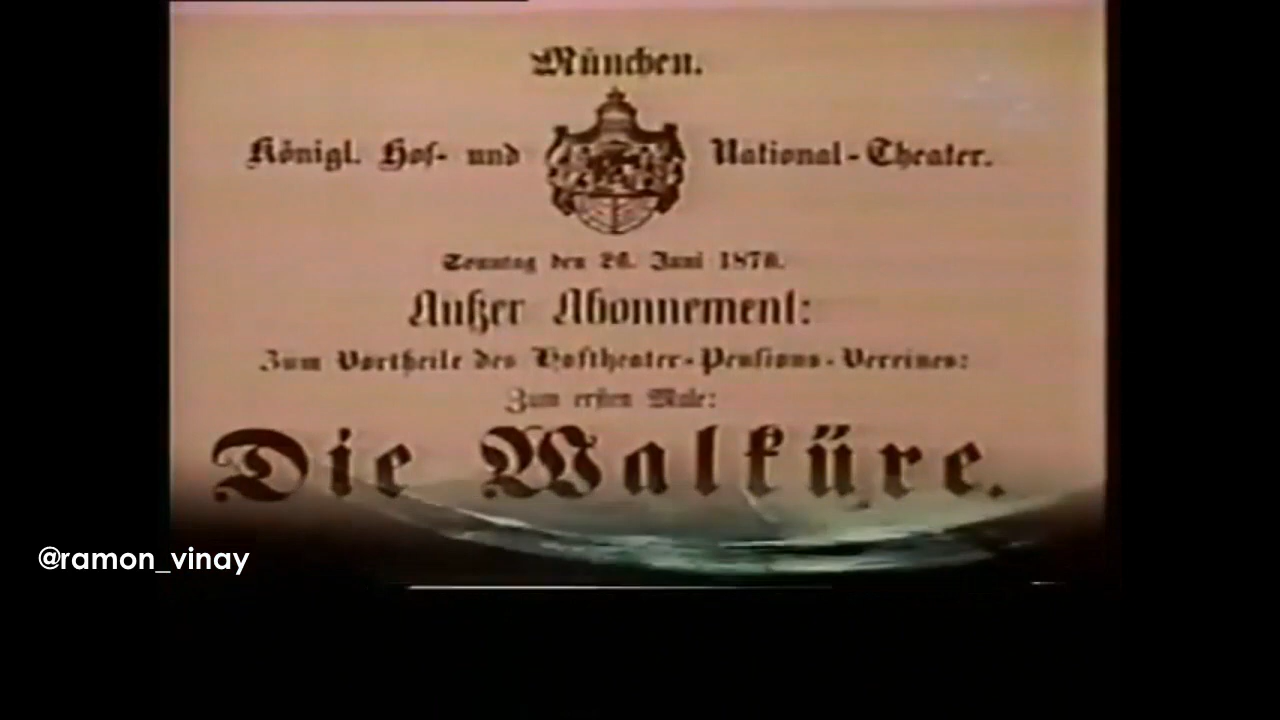 München.
Königl. Hof- und National-Theater.
Sonntag den 26. Juni 1870.
Außer Abonnement:
Zum Vortheile des Hoftheater-Pensions-Vereines:
Zum ersten Male:
Die Walküre.
@ramon_vinay